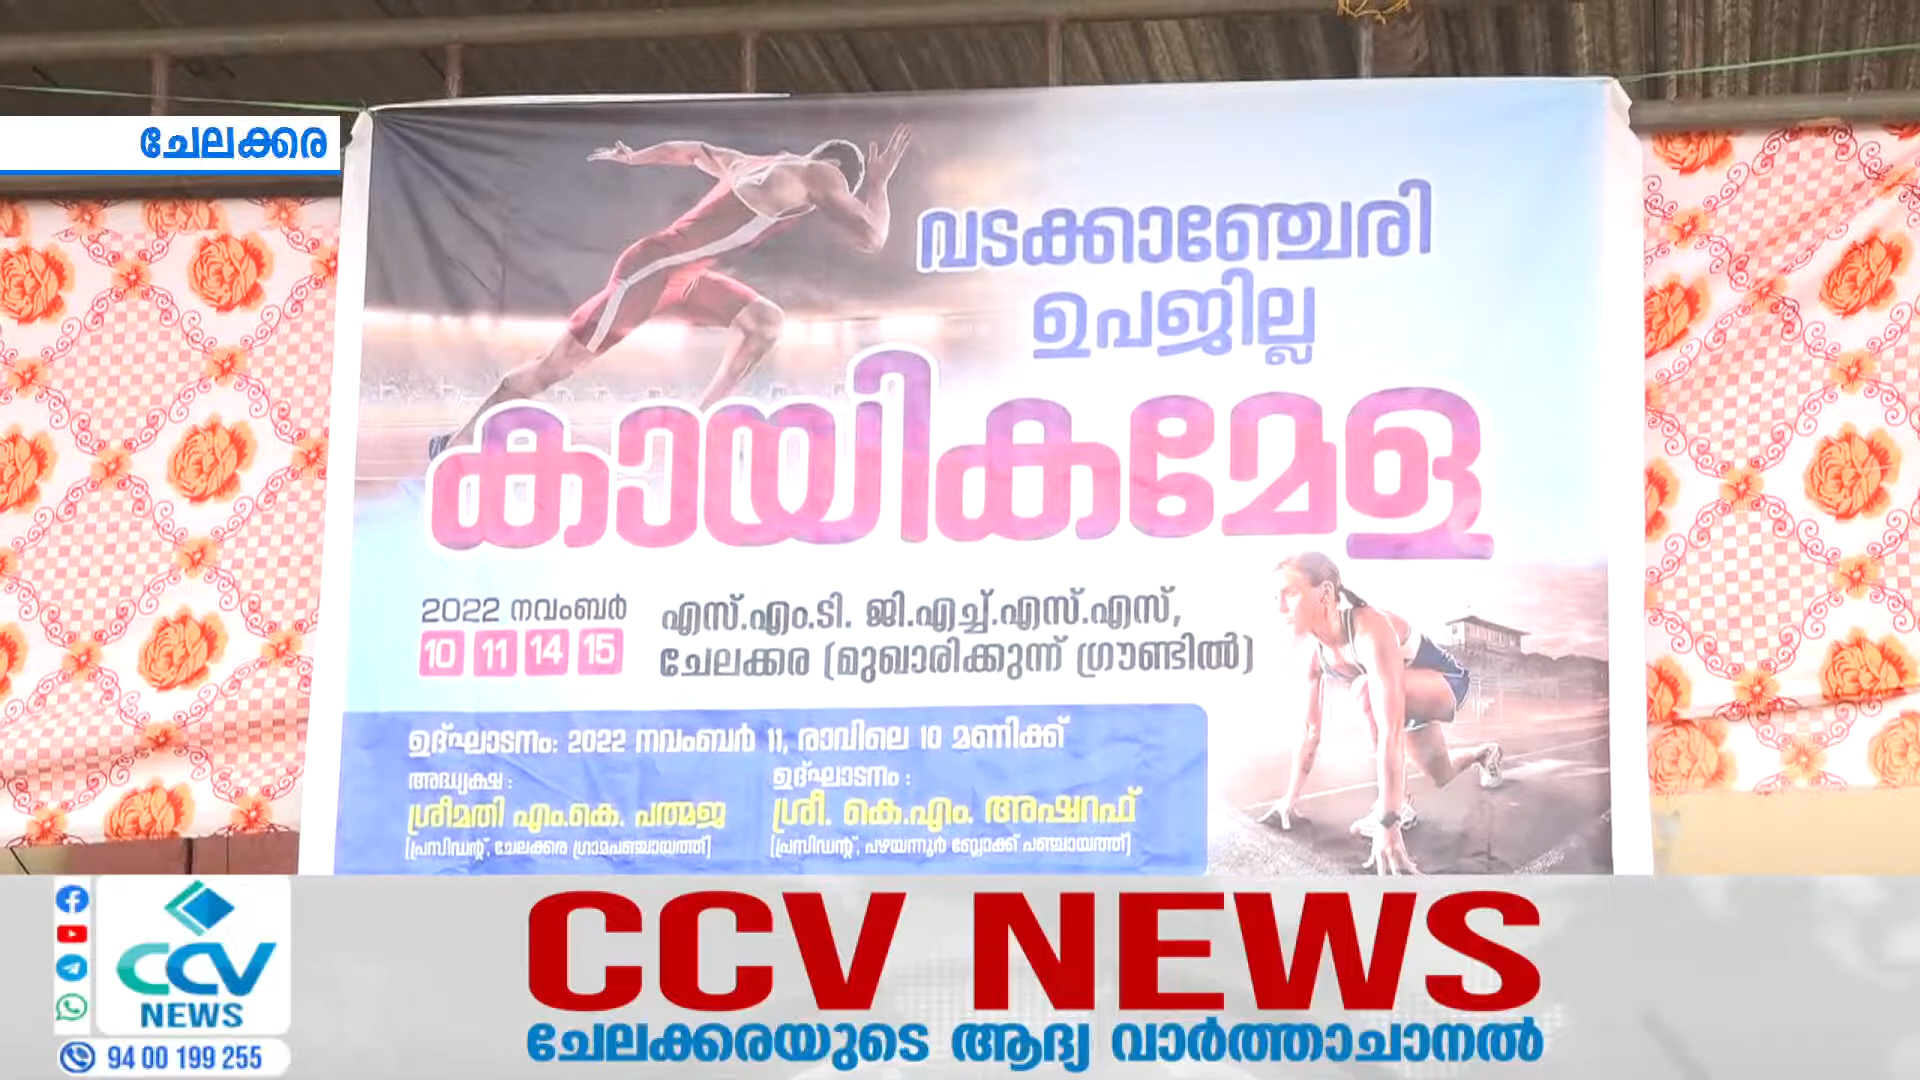 ചേലക്കര
വടക്കാഞ്ചേരി
ഉപജില്ല
കായികമേള
2022 നവംബർ
10 11 14 15
എസ്.എം.ടി. ജി.എച്ച്.എസ്.എസ്,
ചേലക്കര (മുഖാരിക്കുന്ന് ഗ്രൗണ്ടിൽ)
ഉദ്ഘാടനം: 2022 നവംബർ 11, രാവിലെ 10 മണിക്ക്
അദ്ധ്യക്ഷ :
ശ്രീമതി എം.കെ. പത്മജ
(പ്രസിഡന്റ്, ചേലക്കര ഗ്രാമപഞ്ചായത്ത്)
ഉദ്ഘാടനം :
ശ്രീ. കെ.എം. അഷറഫ്
(പ്രസിഡന്റ്, പഴയന്നൂർ ബ്ലോക്ക് പഞ്ചായത്ത്)
CCV
NEWS
94 00 199 255
CCV NEWS
ചേലക്കരയുടെ ആദ്യ വാർത്താചാനൽ